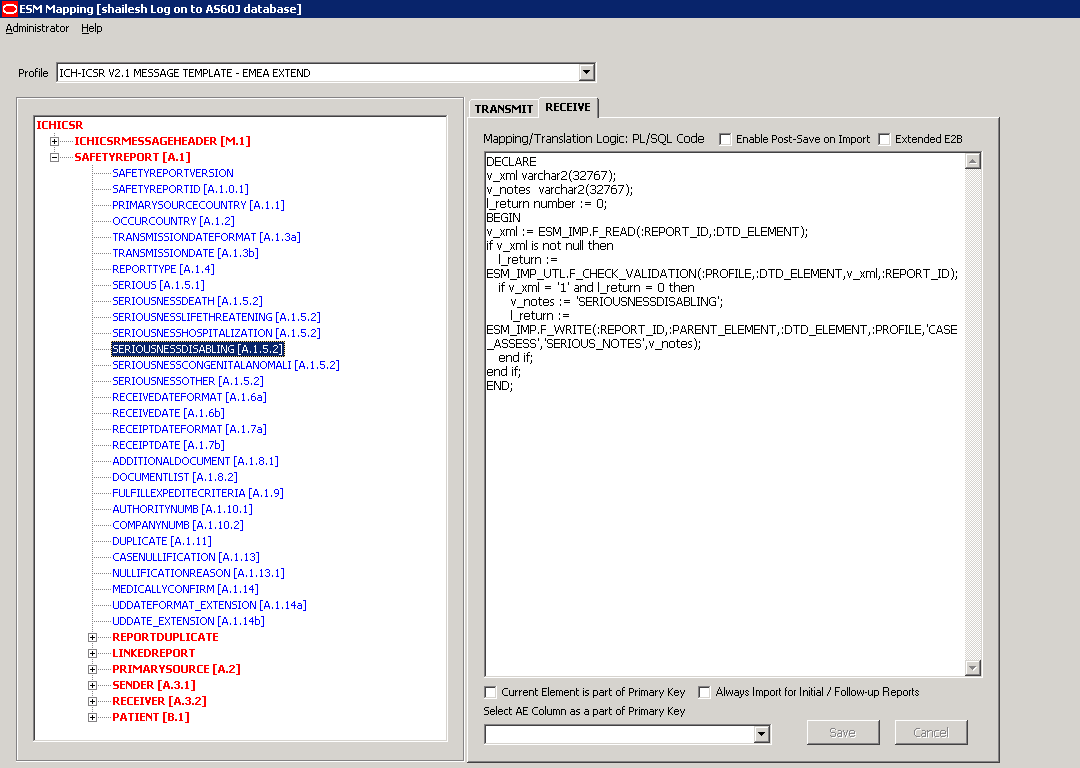 ESM Mapping [shailesh Log on to AS60J database]
Administrator Help
Profile ICH-ICSR V2.1 MESSAGE TEMPLATE - EMEA EXTEND
ICHICSR
ICHICSRMESSAGEHEADER [M.1]
SAFETYREPORT [A.1]
SAFETYREPORTVERSION
SAFETYREPORTID [A.1.0.1]
PRIMARYSOURCECOUNTRY [A.1.1]
OCCURCOUNTRY [A.1.2]
TRANSMISSIONDATEFORMAT [A.1.3a]
TRANSMISSIONDATE [A.1.3b]
REPORTTYPE [A.1.4]
SERIOUS [A.1.5.1]
SERIOUSNESSDEATH [A.1.5.2]
SERIOUSNESSLIFETHREATENING [A.1.5.2]
SERIOUSNESSHOSPITALIZATION [A.1.5.2]
SERIOUSNESSDISABLING [A.1.5.2]
SERIOUSNESSCONGENITALANOMALI [A.1.5.2]
SERIOUSNESSOTHER [A.1.5.2]
RECEIVEDATEFORMAT [A.1.6a]
RECEIVEDATE [A.1.6b]
RECEIPTDATEFORMAT [A.1.7a]
RECEIPTDATE [A.1.7b]
ADDITIONALDOCUMENT [A.1.8.1]
DOCUMENTLIST [A.1.8.2]
FULFILLEXPEDITECRITERIA [A.1.9]
AUTHORITYNUMB [A.1.10.1]
COMPANYNUMB [A.1.10.2]
DUPLICATE [A.1.11]
CASENULLIFICATION [A.1.13]
NULLIFICATIONREASON [A.1.13.1]
MEDICALLYCONFIRM [A.1.14]
UDDATEFORMAT_EXTENSION [A.1.14a]
UDDATE_EXTENSION [A.1.14b]
REPORTDUPLICATE
LINKEDREPORT
PRIMARYSOURCE [A.2]
SENDER [A.3.1]
RECEIVER [A.3.2]
PATIENT [B.1]
TRANSMIT RECEIVE
Mapping/Translation Logic: PL/SQL Code Enable Post-Save on Import Extended E2B
DECLARE
v_xml varchar2(32767);
v_notes varchar2(32767);
l_return number := 0;
BEGIN
v_xml := ESM_IMP.F_READ(:REPORT_ID,:DTD_ELEMENT);
if v_xml is not null then
l_return :=
ESM_IMP_UTL.F_CHECK_VALIDATION(:PROFILE,:DTD_ELEMENT,v_xml,:REPORT_ID);
if v_xml = '1' and l_return = 0 then
v_notes := 'SERIOUSNESSDISABLING';
l_return :=
ESM_IMP.F_WRITE(:REPORT_ID,:PARENT_ELEMENT,:DTD_ELEMENT,:PROFILE,'CASE
_ASSESS','SERIOUS_NOTES',v_notes);
end if;
end if;
END;
Current Element is part of Primary Key Always Import for Initial / Follow-up Reports
Select AE Column as a part of Primary Key
Save Cancel